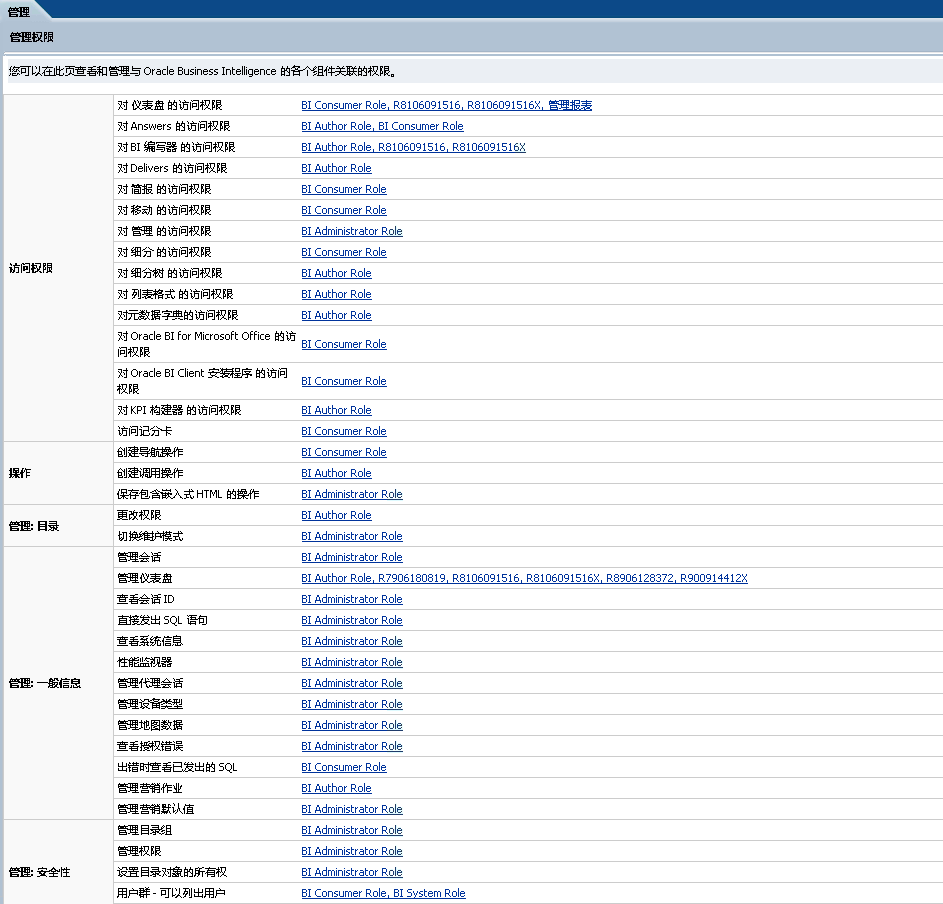 管理
管理权限
您可以在此页查看和管理与 Oracle Business Intelligence 的各个组件关联的权限。
访问权限
对 仪表盘 的访问权限 BI Consumer Role, R8106091516, R8106091516X, 管理报表
对 Answers 的访问权限 BI Author Role, BI Consumer Role
对 BI 编写器 的访问权限 BI Author Role, R8106091516, R8106091516X
对 Delivers 的访问权限 BI Author Role
对 简报 的访问权限 BI Consumer Role
对 移动 的访问权限 BI Consumer Role
对 管理 的访问权限 BI Administrator Role
对 细分 的访问权限 BI Consumer Role
对 细分树 的访问权限 BI Author Role
对 列表格式 的访问权限 BI Author Role
对元数据字典的访问权限 BI Author Role
对 Oracle BI for Microsoft Office 的访
问权限 BI Consumer Role
对 Oracle BI Client 安装程序 的访问
权限 BI Consumer Role
对 KPI 构建器 的访问权限 BI Author Role
访问记分卡 BI Consumer Role
操作
创建导航操作 BI Consumer Role
创建调用操作 BI Author Role
保存包含嵌入式 HTML 的操作 BI Administrator Role
管理: 目录
更改权限 BI Author Role
切换维护模式 BI Administrator Role
管理: 一般信息
管理会话 BI Administrator Role
管理仪表盘 BI Author Role, R7906180819, R8106091516, R8106091516X, R8906128372, R900914412X
查看会话 ID BI Administrator Role
直接发出 SQL 语句 BI Administrator Role
查看系统信息 BI Administrator Role
性能监视器 BI Administrator Role
管理代理会话 BI Administrator Role
管理设备类型 BI Administrator Role
管理地图数据 BI Administrator Role
查看授权错误 BI Administrator Role
出错时查看已发出的 SQL BI Consumer Role
管理营销作业 BI Author Role
管理营销默认值 BI Administrator Role
管理: 安全性
管理目录组 BI Administrator Role
管理权限 BI Administrator Role
设置目录对象的所有权 BI Administrator Role
用户群 - 可以列出用户 BI Consumer Role, BI System Role